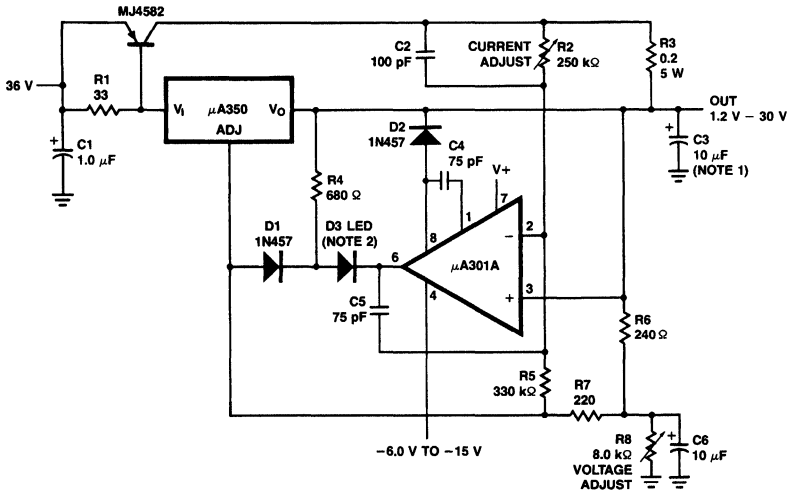 MJ4582
C2
100 pF
CURRENT
ADJUST
R2
250 kΩ
R3
0.2
5 W
36 V
R1
33
VI
μA350
VO
ADJ
OUT
1.2 V – 30 V
+
C1
1.0 μF
D2
1N457
C4
75 pF
V+
+
C3
10 μF
(NOTE 1)
R4
680 Ω
7
1
D1
1N457
D3 LED
(NOTE 2)
8
2
–
6
μA301A
4
3
+
C5
75 pF
R6
240 Ω
R5
330 kΩ
R7
220
R8
8.0 kΩ
VOLTAGE
ADJUST
+
C6
10 μF
–6.0 V TO –15 V